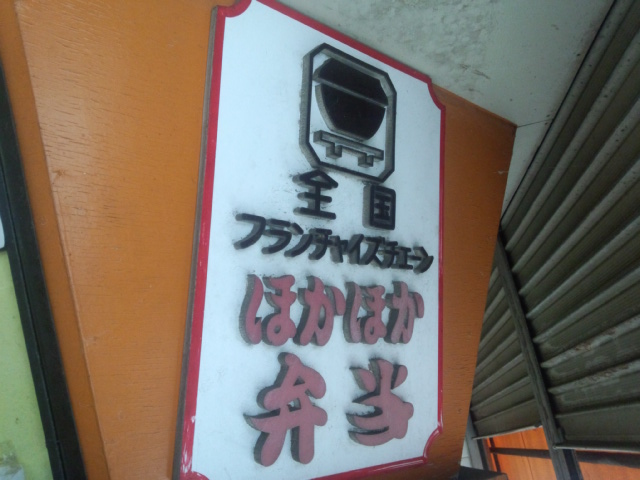 全国
フランチャイズチェーン
ほかほか
弁当